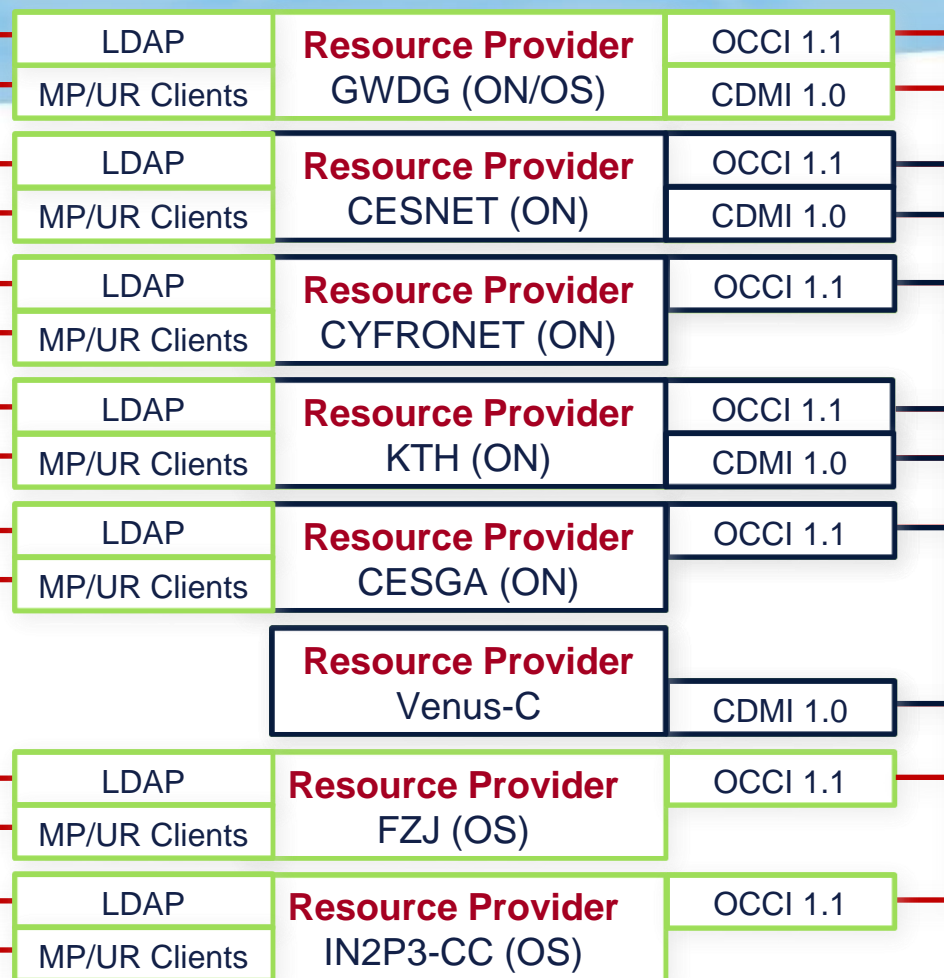 LDAP
MP/UR Clients
Resource Provider
GWDG (ON/OS)
OCCI 1.1
CDMI 1.0
LDAP
MP/UR Clients
Resource Provider
CESNET (ON)
OCCI 1.1
CDMI 1.0
LDAP
MP/UR Clients
Resource Provider
CYFRONET (ON)
OCCI 1.1
LDAP
MP/UR Clients
Resource Provider
KTH (ON)
OCCI 1.1
CDMI 1.0
LDAP
MP/UR Clients
Resource Provider
CESGA (ON)
OCCI 1.1
Resource Provider
Venus-C
CDMI 1.0
LDAP
MP/UR Clients
Resource Provider
FZJ (OS)
OCCI 1.1
LDAP
MP/UR Clients
Resource Provider
IN2P3-CC (OS)
OCCI 1.1